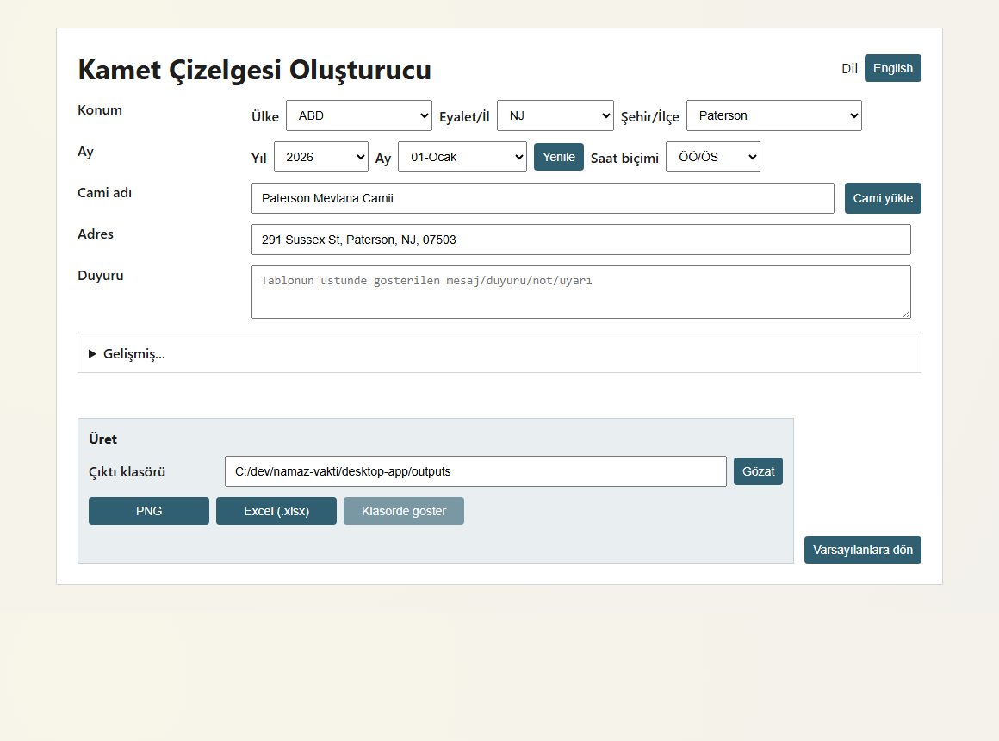 Kamet Çizelgesi Oluşturucu
Dil English
Konum Ülke ABD Eyalet/İl NJ Şehir/İlçe Paterson
Ay Yıl 2026 Ay 01-Ocak Yenile Saat biçimi ÖÖ/ÖS
Cami adı Paterson Mevlana Camii Cami yükle
Adres 291 Sussex St, Paterson, NJ, 07503
Duyuru Tablonun üstünde gösterilen mesaj/duyuru/not/uyarı
Gelişmiş...
Üret
Çıktı klasörü C:/dev/namaz-vakti/desktop-app/outputs Gözat
PNG Excel (.xlsx) Klasörde göster
Varsayılanlara dön